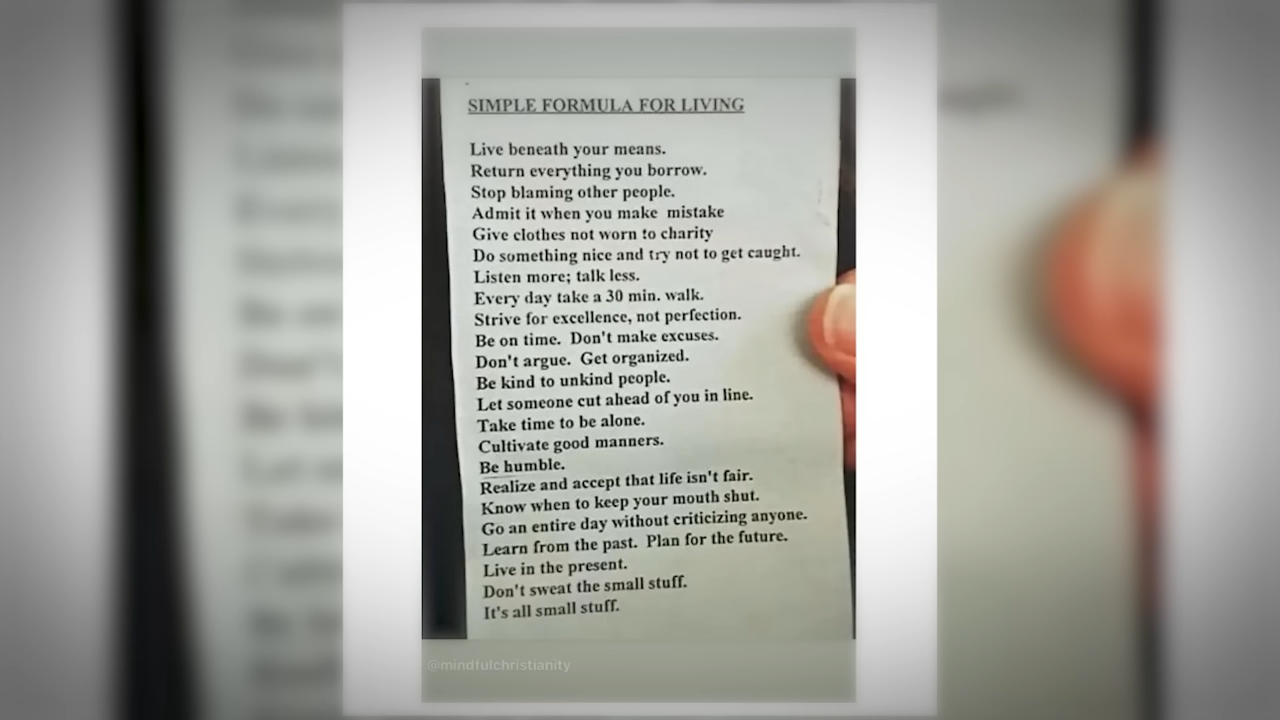 SIMPLE FORMULA FOR LIVING
Live beneath your means.
Return everything you borrow.
Stop blaming other people.
Admit it when you make  mistake
Give clothes not worn to charity
Do something nice and try not to get caught.
Listen more; talk less.
Every day take a 30 min. walk.
Strive for excellence, not perfection.
Be on time.  Don't make excuses.
Don't argue.  Get organized.
Be kind to unkind people.
Let someone cut ahead of you in line.
Take time to be alone.
Cultivate good manners.
Be humble.
Realize and accept that life isn't fair.
Know when to keep your mouth shut.
Go an entire day without criticizing anyone.
Learn from the past.  Plan for the future.
Live in the present.
Don't sweat the small stuff.
It's all small stuff.
@mindfulchristianity